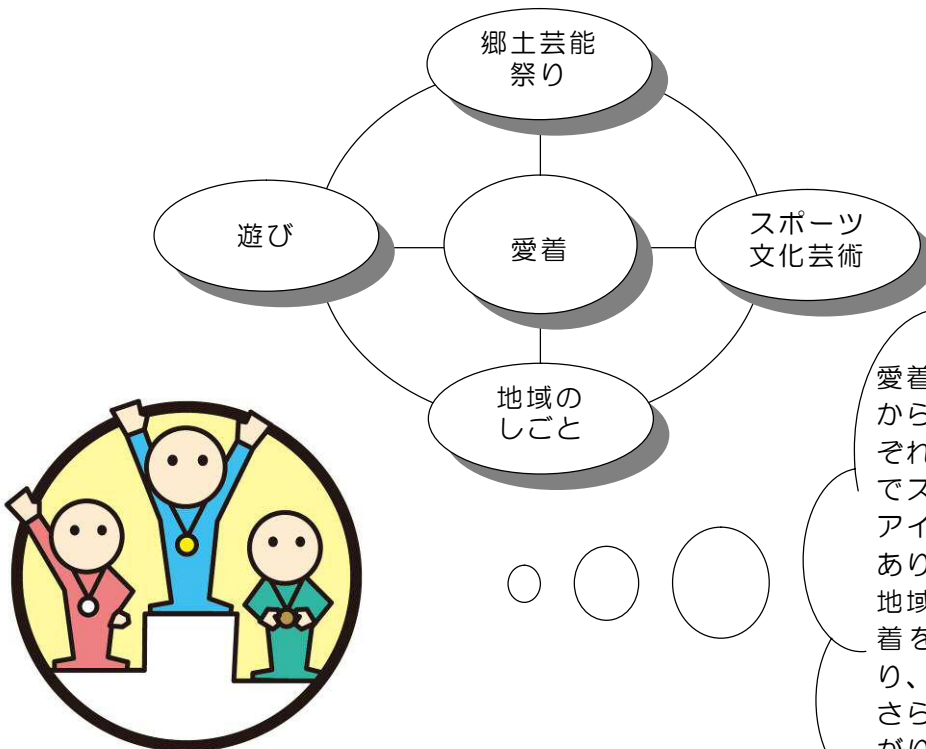 郷土芸能
祭り
遊び
愛着
スポーツ
文化芸術
地域の
しごと
愛着
から
ぞれ
でス
アイ
あり
地域
着を
り、
さら
がり